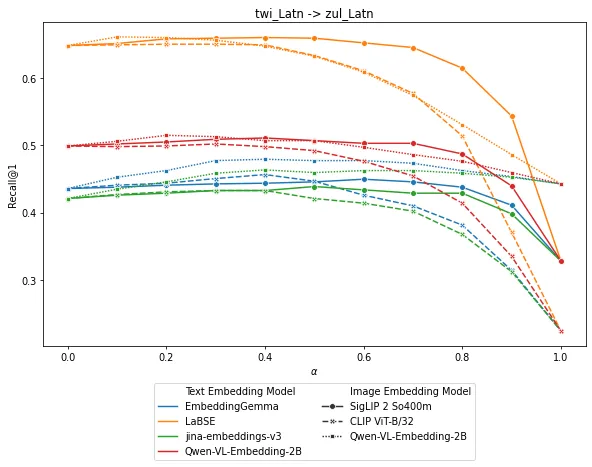 twi_Latn -> zul_Latn
Recall@1
0.6
0.5
0.4
0.3
0.0 0.2 0.4 0.6 0.8 1.0
α
Text Embedding Model Image Embedding Model
EmbeddingGemma SigLIP 2 So400m
LaBSE CLIP ViT-B/32
jina-embeddings-v3 Qwen-VL-Embedding-2B
Qwen-VL-Embedding-2B